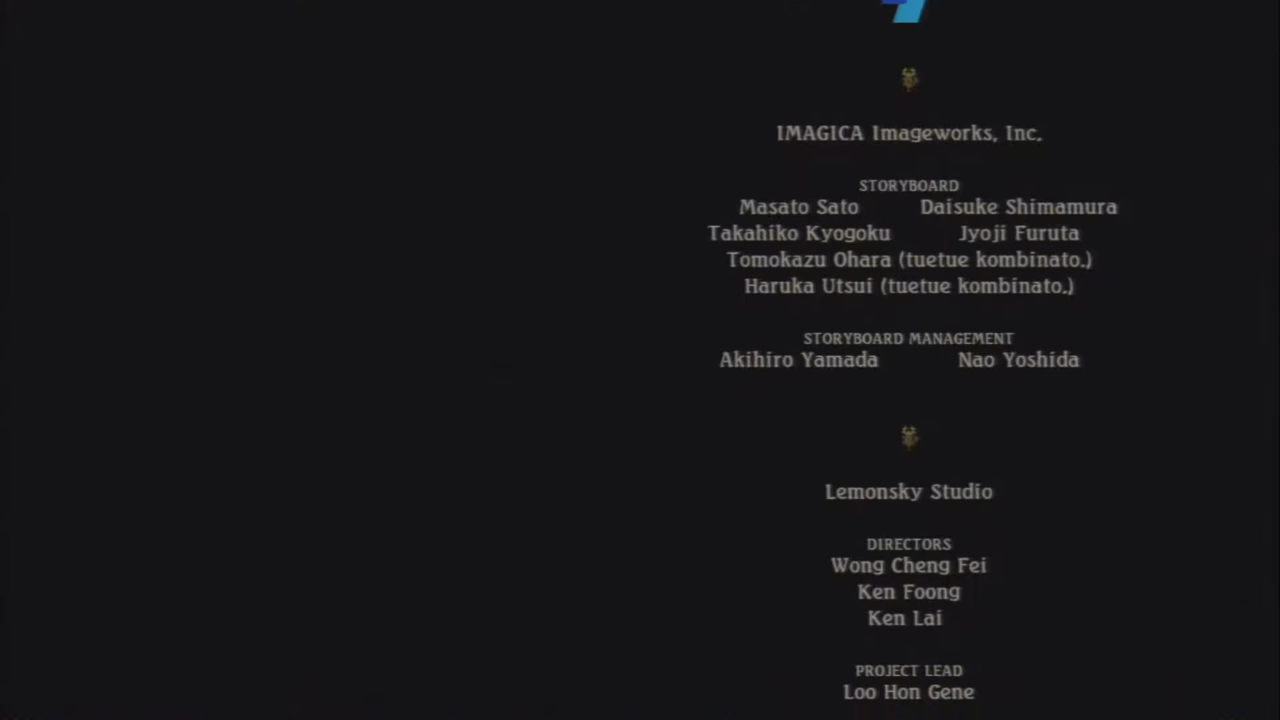 IMAGICA Imageworks, Inc.
STORYBOARD
Masato Sato Daisuke Shimamura
Takahiko Kyogoku Jyoji Furuta
Tomokazu Ohara (tuetue kombinato.)
Haruka Utsui (tuetue kombinato.)
STORYBOARD MANAGEMENT
Akihiro Yamada Nao Yoshida
Lemonsky Studio
DIRECTORS
Wong Cheng Fei
Ken Foong
Ken Lai
PROJECT LEAD
Loo Hon Gene